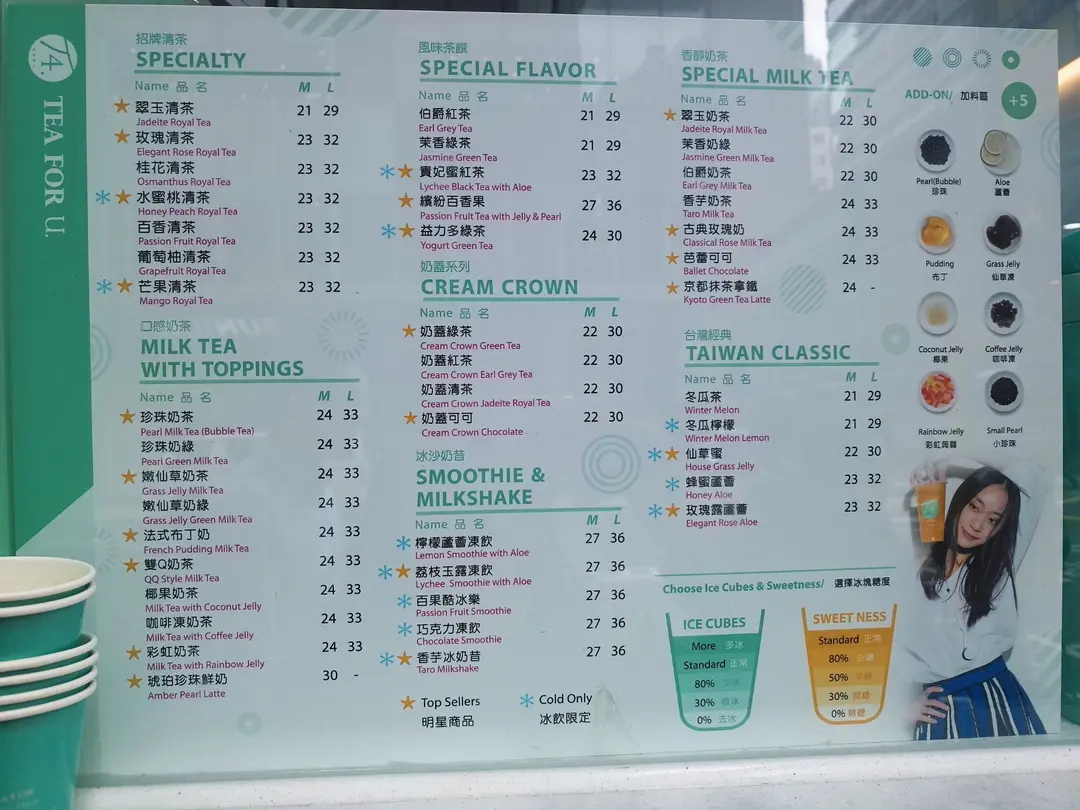 74.
TEA FOR U.
招牌清茶
SPECIALTY
Name 品 名 M L
翠玉清茶 21 29
Jadeite Royal Tea
玫瑰清茶 23 32
Elegant Rose Royal Tea
桂花清茶 23 32
Osmanthus Royal Tea
水蜜桃清茶 23 32
Honey Peach Royal Tea
百香清茶 23 32
Passion Fruit Royal Tea
葡萄柚清茶 23 32
Grapefruit Royal Tea
芒果清茶 23 32
Mango Royal Tea
口感奶茶
MILK TEA
WITH TOPPINGS
Name 品 名 M L
珍珠奶茶 24 33
Pearl Milk Tea (Bubble Tea)
珍珠奶綠 24 33
Pearl Green Milk Tea
嫩仙草奶茶 24 33
Grass Jelly Milk Tea
嫩仙草奶綠 24 33
Grass Jelly Green Milk Tea
法式布丁奶 24 33
French Pudding Milk Tea
雙Q奶茶 24 33
QQ Style Milk Tea
椰果奶茶 24 33
Milk Tea with Coconut Jelly
咖啡凍奶茶 24 33
Milk Tea with Coffee Jelly
彩虹奶茶 24 33
Milk Tea with Rainbow Jelly
琥珀珍珠鮮奶 30 -
Amber Pearl Latte
風味茶饌
SPECIAL FLAVOR
Name 品 名 M L
伯爵紅茶 21 29
Earl Grey Tea
茉香綠茶 21 29
Jasmine Green Tea
貴妃蜜紅茶 23 32
Lychee Black Tea with Aloe
繽紛百香果 27 36
Passion Fruit Tea with Jelly & Pearl
益力多綠茶 24 30
Yogurt Green Tea
奶蓋系列
CREAM CROWN
Name 品 名 M L
奶蓋綠茶 22 30
Cream Crown Green Tea
奶蓋紅茶 22 30
Cream Crown Earl Grey Tea
奶蓋清茶 22 30
Cream Crown Jadeite Royal Tea
奶蓋可可 22 30
Cream Crown Chocolate
冰沙奶昔
SMOOTHIE &
MILKSHAKE
Name 品 名 M L
檸檬蘆薈凍飲 27 36
Lemon Smoothie with Aloe
荔枝玉露凍飲 27 36
Lychee Smoothie with Aloe
百果酷冰樂 27 36
Passion Fruit Smoothie
巧克力凍飲 27 36
Chocolate Smoothie
香芋冰奶昔 27 36
Taro Milkshake
Top Sellers Cold Only
明星商品 冰飲限定
香醇奶茶
SPECIAL MILK TEA
Name 品 名 M L
翠玉奶茶 22 30
Jadeite Royal Milk Tea
茉香奶綠 22 30
Jasmine Green Milk Tea
伯爵奶茶 22 30
Earl Grey Milk Tea
香芋奶茶 24 33
Taro Milk Tea
古典玫瑰奶 24 33
Classical Rose Milk Tea
芭蕾可可 24 33
Ballet Chocolate
京都抹茶拿鐵 24 -
Kyoto Green Tea Latte
台灣經典
TAIWAN CLASSIC
Name 品 名 M L
冬瓜茶 21 29
Winter Melon
冬瓜檸檬 21 29
Winter Melon Lemon
仙草蜜 22 30
House Grass Jelly
蜂蜜蘆薈 23 32
Honey Aloe
玫瑰露蘆薈 23 32
Elegant Rose Aloe
Choose Ice Cubes & Sweetness/ 選擇冰塊糖度
ICE CUBES
More 多冰
Standard 正常
80% 少冰
30% 微冰
0% 去冰
SWEET NESS
Standard 正常
80% 少糖
50% 半糖
30% 微糖
0% 無糖
ADD-ON/ 加料區 +5
Pearl(Bubble) Aloe
珍珠 蘆薈
Pudding Grass Jelly
布丁 仙草凍
Coconut Jelly Coffee Jelly
椰果 咖啡凍
Rainbow Jelly Small Pearl
彩虹蒟蒻 小珍珠
74